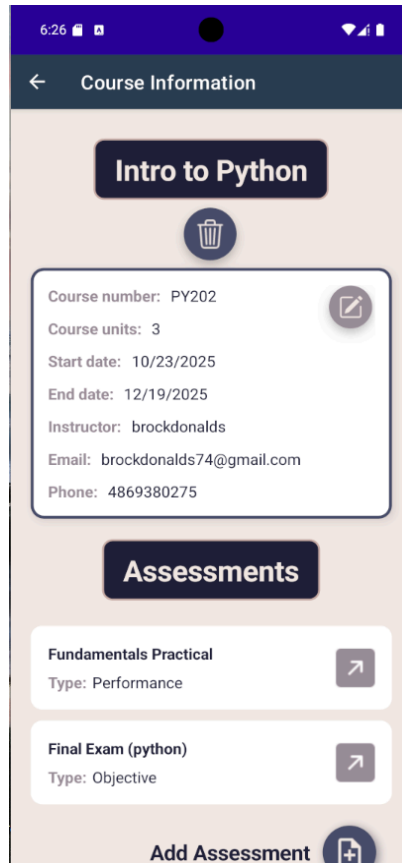 6:26
Course Information
Intro to Python
Course number: PY202
Course units: 3
Start date: 10/23/2025
End date: 12/19/2025
Instructor: brockdonalds
Email: brockdonalds74@gmail.com
Phone: 4869380275
Assessments
Fundamentals Practical
Type: Performance
Final Exam (python)
Type: Objective
Add Assessment